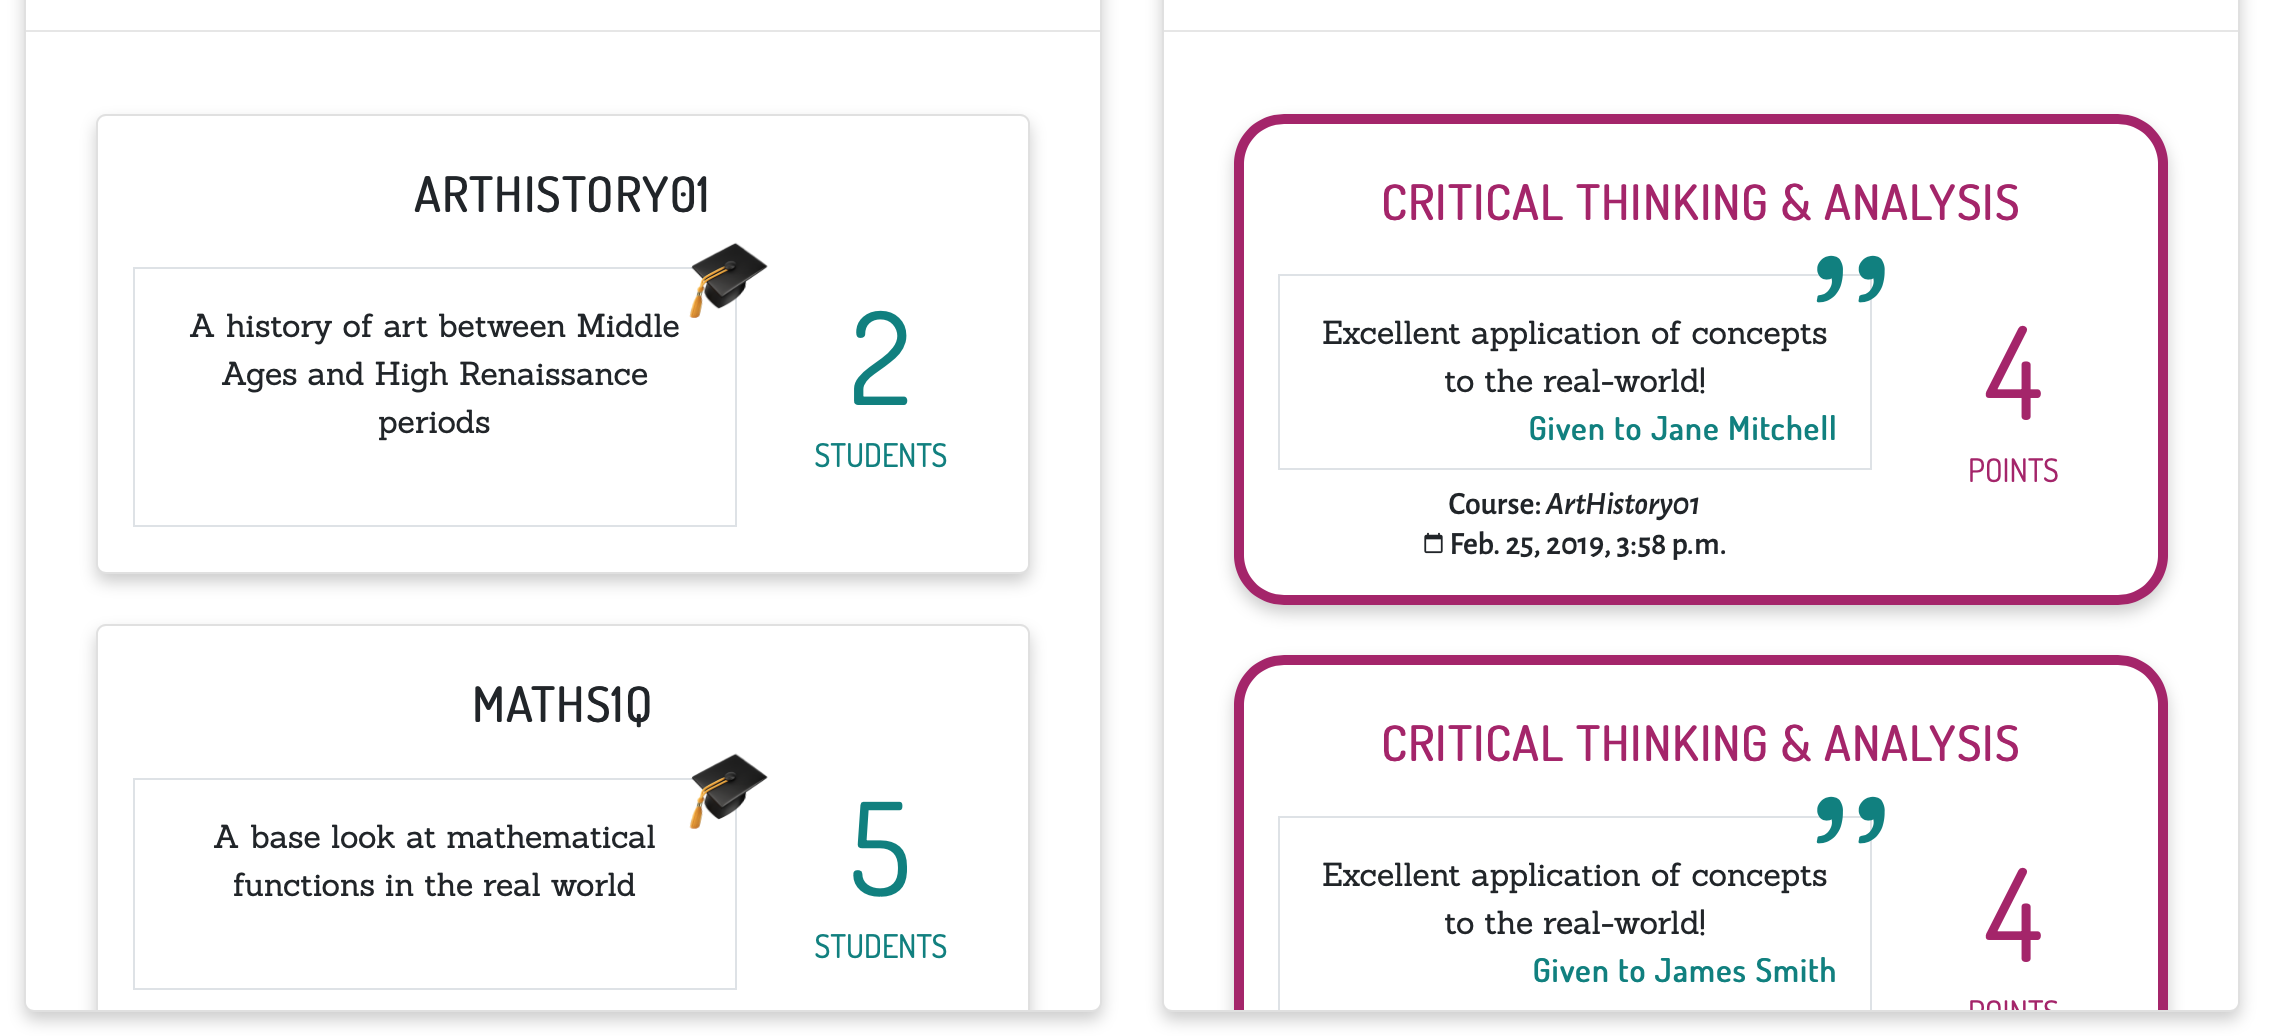 ARTHISTORY01
A history of art between Middle
Ages and High Renaissance
periods
2
STUDENTS
MATHS1Q
A base look at mathematical
functions in the real world
5
STUDENTS
CRITICAL THINKING & ANALYSIS
”
Excellent application of concepts
to the real-world!
Given to Jane Mitchell
4
POINTS
Course: ArtHistory01
Feb. 25, 2019, 3:58 p.m.
CRITICAL THINKING & ANALYSIS
”
Excellent application of concepts
to the real-world!
Given to James Smith
4
POINTS